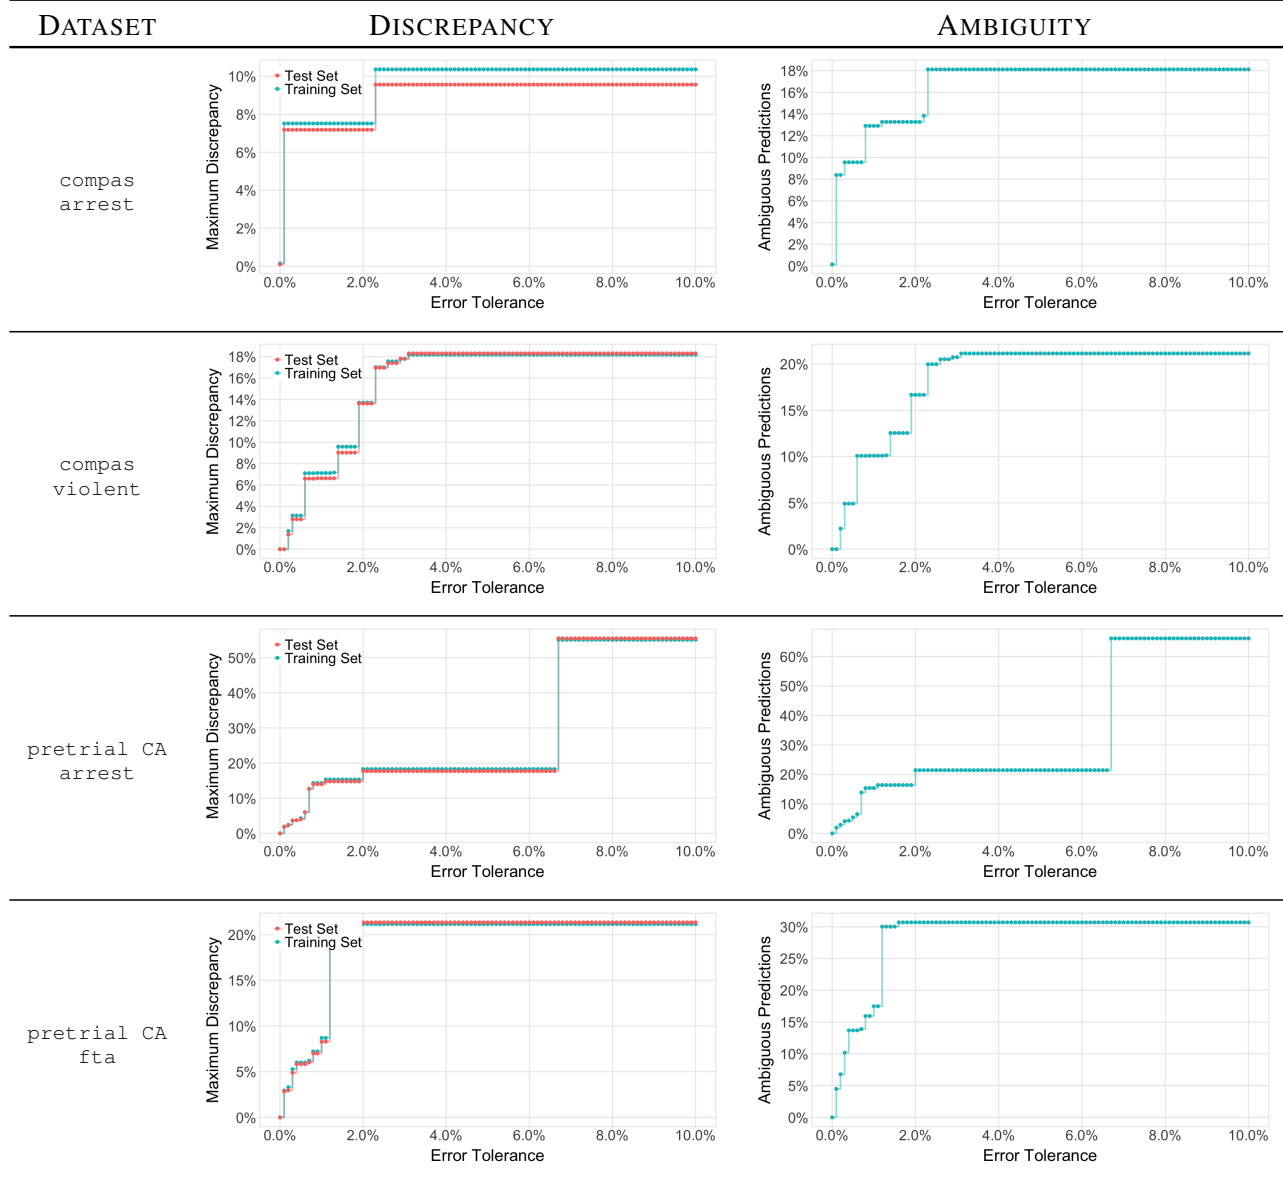 DATASET DISCREPANCY AMBIGUITY
compas
arrest
Maximum Discrepancy
10%
8%
6%
4%
2%
0%
Test Set
Training Set
0.0% 2.0% 4.0% 6.0% 8.0% 10.0%
Error Tolerance
Ambiguous Predictions
18%
16%
14%
12%
10%
8%
6%
4%
2%
0%
0.0% 2.0% 4.0% 6.0% 8.0% 10.0%
Error Tolerance
compas
violent
Maximum Discrepancy
18%
16%
14%
12%
10%
8%
6%
4%
2%
0%
Test Set
Training Set
0.0% 2.0% 4.0% 6.0% 8.0% 10.0%
Error Tolerance
Ambiguous Predictions
20%
15%
10%
5%
0%
0.0% 2.0% 4.0% 6.0% 8.0% 10.0%
Error Tolerance
pretrial CA
arrest
Maximum Discrepancy
50%
40%
30%
20%
10%
0%
Test Set
Training Set
0.0% 2.0% 4.0% 6.0% 8.0% 10.0%
Error Tolerance
Ambiguous Predictions
60%
50%
40%
30%
20%
10%
0%
0.0% 2.0% 4.0% 6.0% 8.0% 10.0%
Error Tolerance
pretrial CA
fta
Maximum Discrepancy
20%
15%
10%
5%
0%
Test Set
Training Set
0.0% 2.0% 4.0% 6.0% 8.0% 10.0%
Error Tolerance
Ambiguous Predictions
30%
25%
20%
15%
10%
5%
0%
0.0% 2.0% 4.0% 6.0% 8.0% 10.0%
Error Tolerance